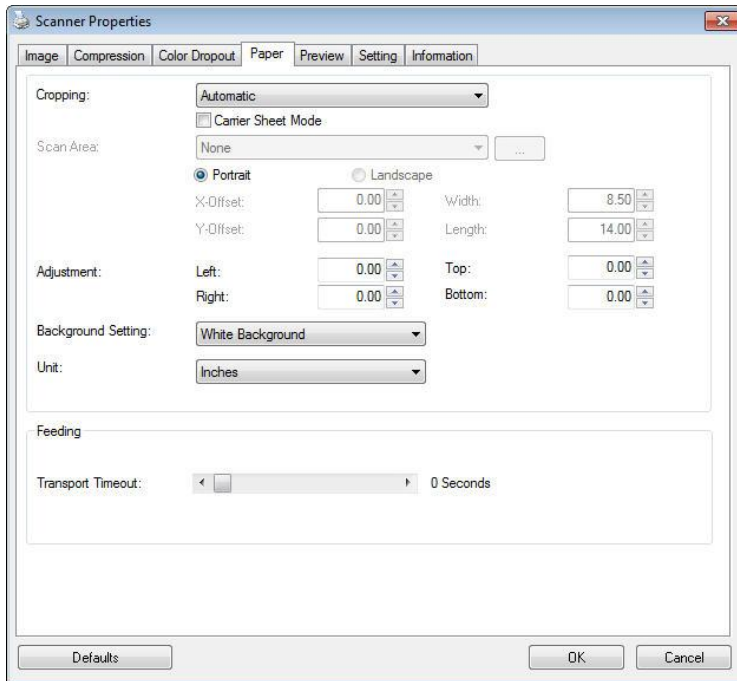 Scanner Properties
Image Compression Color Dropout Paper Preview Setting Information
Cropping: Automatic
Carrier Sheet Mode
Scan Area: None ...
Portrait Landscape
X-Offset: 0.00 Width: 8.50
Y-Offset: 0.00 Length: 14.00
Adjustment: Left: 0.00 Top: 0.00
Right: 0.00 Bottom: 0.00
Background Setting: White Background
Unit: Inches
Feeding
Transport Timeout: 0 Seconds
Defaults OK Cancel